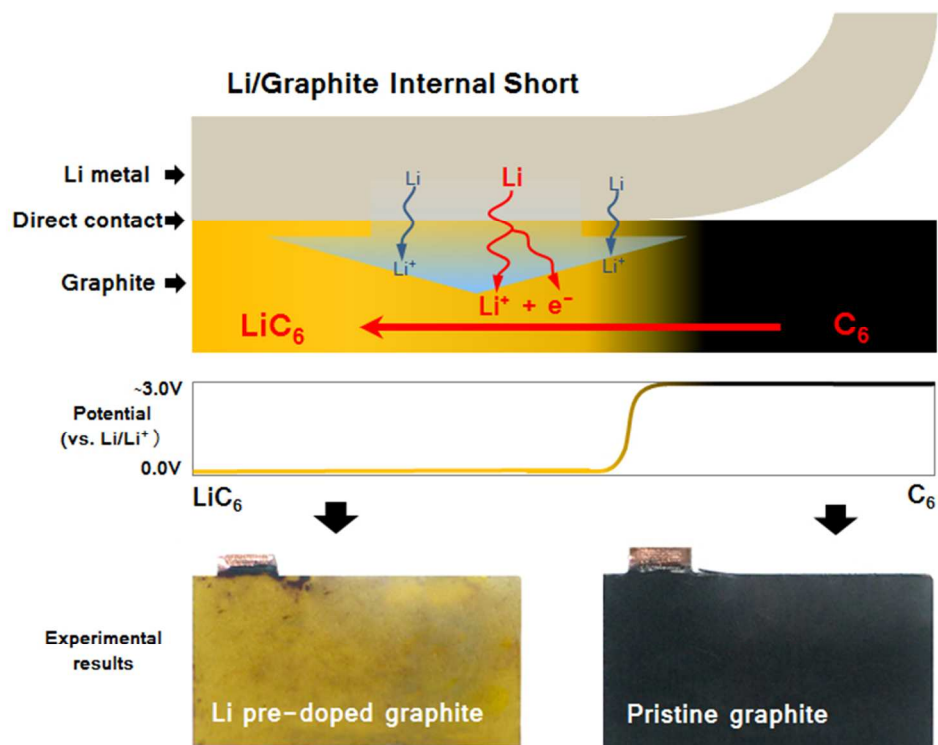 Li/Graphite Internal Short
Li metal
Direct contact
Graphite
Li
Li
Li
Li⁺
Li⁺
Li⁺ + e⁻
LiC₆
C₆
~3.0V
Potential
(vs. Li/Li⁺)
0.0V
LiC₆
C₆
Experimental
results
Li pre-doped graphite
Pristine graphite